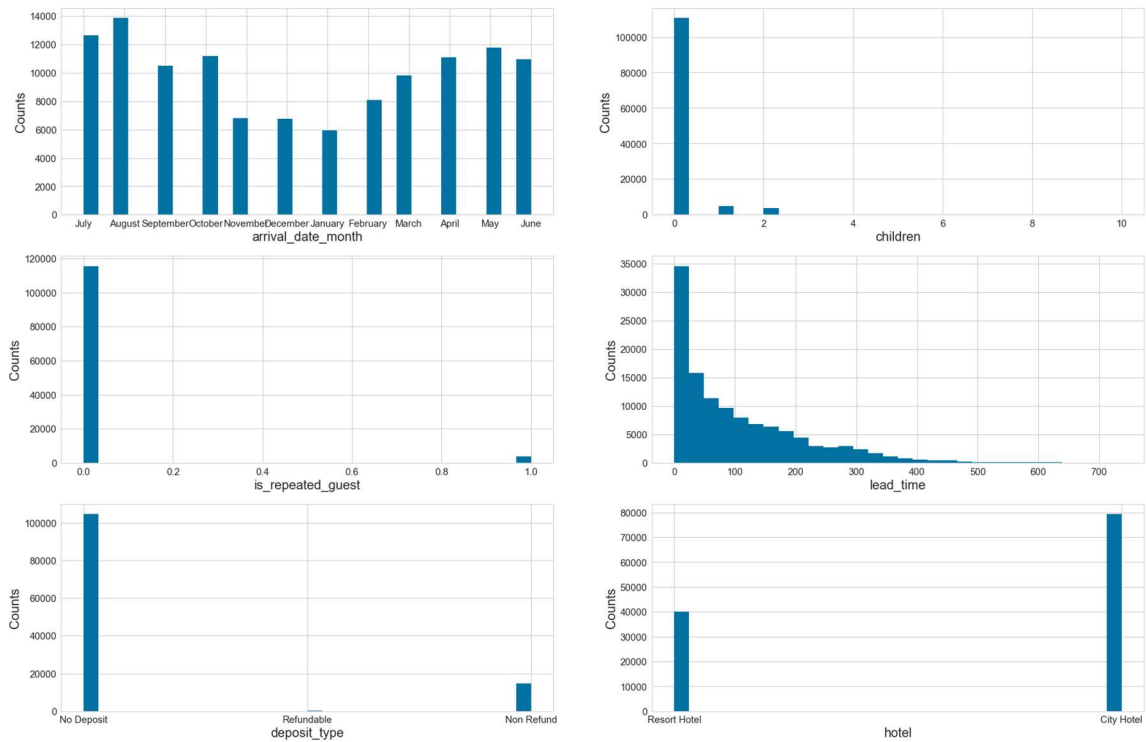 14000
12000
10000
8000
6000
4000
2000
0
Counts
July August September October November December January February March April May June
arrival_date_month
100000
80000
60000
40000
20000
0
Counts
0 2 4 6 8 10
children
120000
100000
80000
60000
40000
20000
0
Counts
0.0 0.2 0.4 0.6 0.8 1.0
is_repeated_guest
35000
30000
25000
20000
15000
10000
5000
0
Counts
0 100 200 300 400 500 600 700
lead_time
100000
80000
60000
40000
20000
0
Counts
No Deposit Refundable Non Refund
deposit_type
80000
70000
60000
50000
40000
30000
20000
10000
0
Counts
Resort Hotel City Hotel
hotel